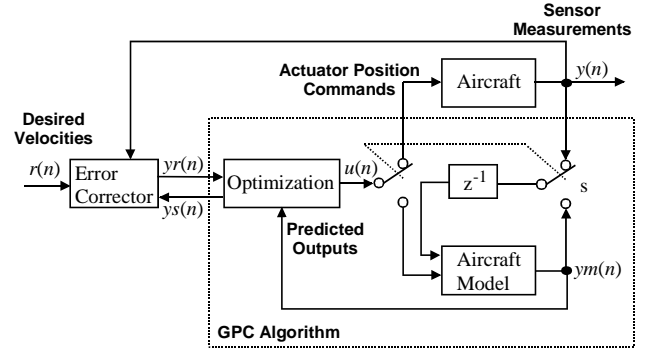 Sensor
Measurements
Actuator Position
Commands
Aircraft
y(n)
Desired
Velocities
r(n)
Error
Corrector
yr(n)
ys(n)
Optimization
u(n)
z-1
s
Predicted
Outputs
Aircraft
Model
ym(n)
GPC Algorithm